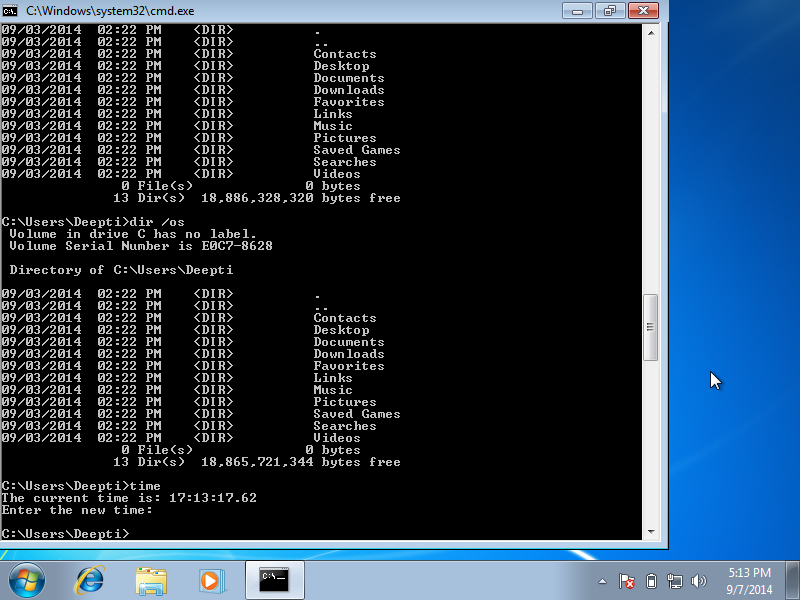 C:\Windows\system32\cmd.exe
09/03/2014  02:22 PM    <DIR>          .
09/03/2014  02:22 PM    <DIR>          ..
09/03/2014  02:22 PM    <DIR>          Contacts
09/03/2014  02:22 PM    <DIR>          Desktop
09/03/2014  02:22 PM    <DIR>          Documents
09/03/2014  02:22 PM    <DIR>          Downloads
09/03/2014  02:22 PM    <DIR>          Favorites
09/03/2014  02:22 PM    <DIR>          Links
09/03/2014  02:22 PM    <DIR>          Music
09/03/2014  02:22 PM    <DIR>          Pictures
09/03/2014  02:22 PM    <DIR>          Saved Games
09/03/2014  02:22 PM    <DIR>          Searches
09/03/2014  02:22 PM    <DIR>          Videos
               0 File(s)              0 bytes
              13 Dir(s)  18,886,328,320 bytes free
C:\Users\Deepti>dir /os
 Volume in drive C has no label.
 Volume Serial Number is E0C7-8628
 Directory of C:\Users\Deepti
09/03/2014  02:22 PM    <DIR>          .
09/03/2014  02:22 PM    <DIR>          ..
09/03/2014  02:22 PM    <DIR>          Contacts
09/03/2014  02:22 PM    <DIR>          Desktop
09/03/2014  02:22 PM    <DIR>          Documents
09/03/2014  02:22 PM    <DIR>          Downloads
09/03/2014  02:22 PM    <DIR>          Favorites
09/03/2014  02:22 PM    <DIR>          Links
09/03/2014  02:22 PM    <DIR>          Music
09/03/2014  02:22 PM    <DIR>          Pictures
09/03/2014  02:22 PM    <DIR>          Saved Games
09/03/2014  02:22 PM    <DIR>          Searches
09/03/2014  02:22 PM    <DIR>          Videos
               0 File(s)              0 bytes
              13 Dir(s)  18,865,721,344 bytes free
C:\Users\Deepti>time
The current time is: 17:13:17.62
Enter the new time:
C:\Users\Deepti>
5:13 PM
9/7/2014